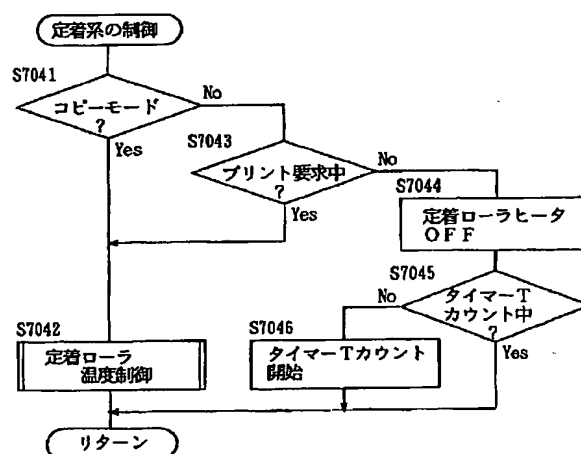 定着系の制御
S7041
コピーモード
?
No
Yes
S7043
プリント要求中
?
No
Yes
S7044
定着ローラヒータ
OFF
S7045
タイマーT
カウント中
?
No
Yes
S7046
タイマーTカウント
開始
S7042
定着ローラ
温度制御
リターン